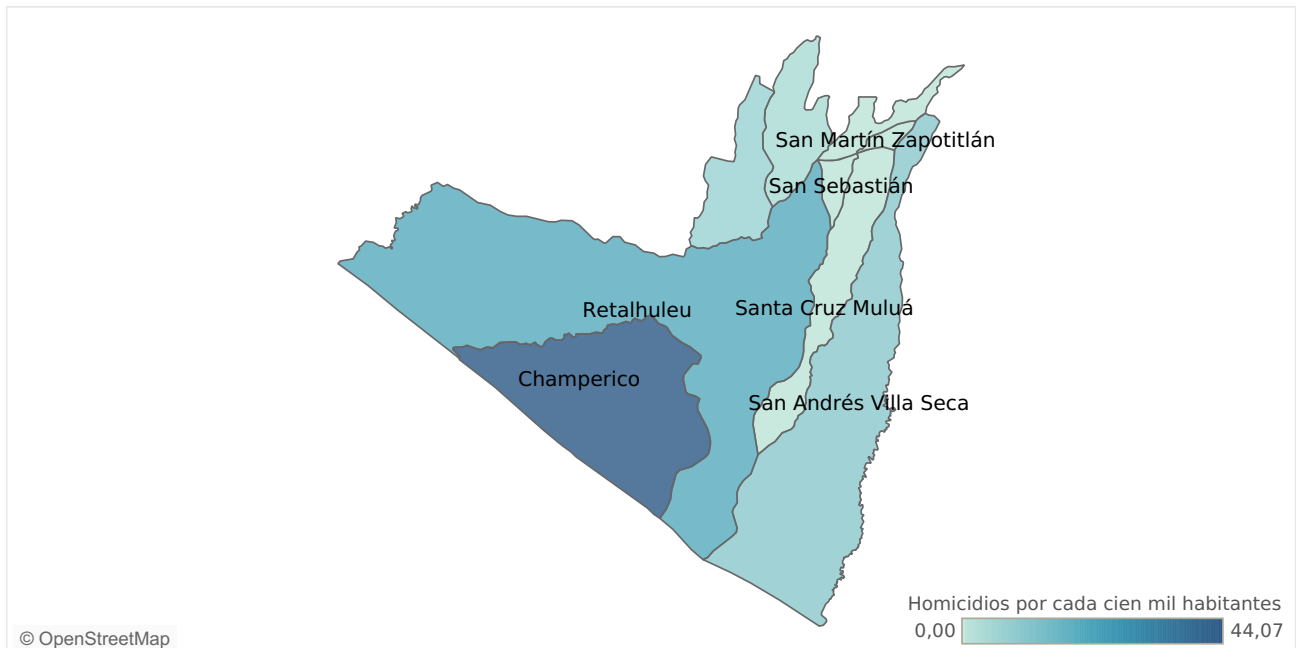 San Martín Zapotitlán
San Sebastián
Retalhuleu
Santa Cruz Muluá
Champerico
San Andrés Villa Seca
Homicidios por cada cien mil habitantes
0,00
44,07
© OpenStreetMap